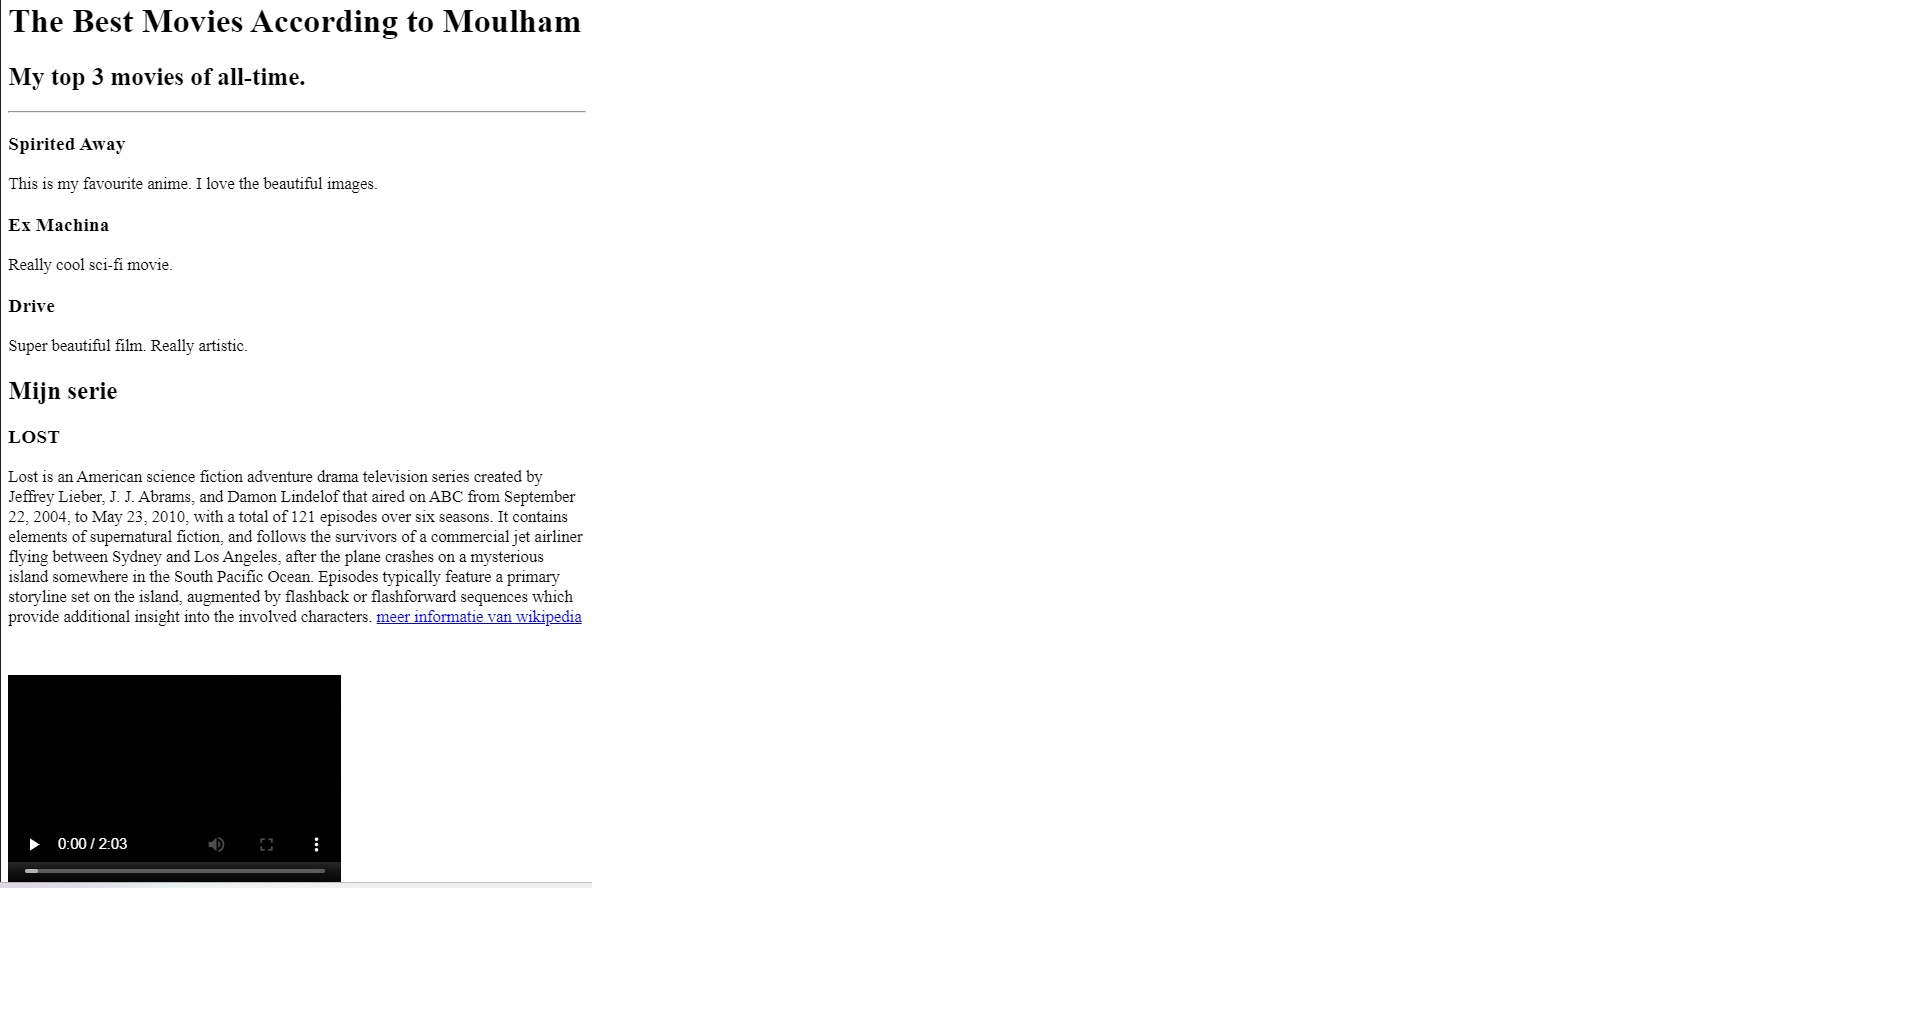 The Best Movies According to Moulham
My top 3 movies of all-time.
Spirited Away
This is my favourite anime. I love the beautiful images.
Ex Machina
Really cool sci-fi movie.
Drive
Super beautiful film. Really artistic.
Mijn serie
LOST
Lost is an American science fiction adventure drama television series created by
Jeffrey Lieber, J. J. Abrams, and Damon Lindelof that aired on ABC from September
22, 2004, to May 23, 2010, with a total of 121 episodes over six seasons. It contains
elements of supernatural fiction, and follows the survivors of a commercial jet airliner
flying between Sydney and Los Angeles, after the plane crashes on a mysterious
island somewhere in the South Pacific Ocean. Episodes typically feature a primary
storyline set on the island, augmented by flashback or flashforward sequences which
provide additional insight into the involved characters. meer informatie van wikipedia
0:00 / 2:03